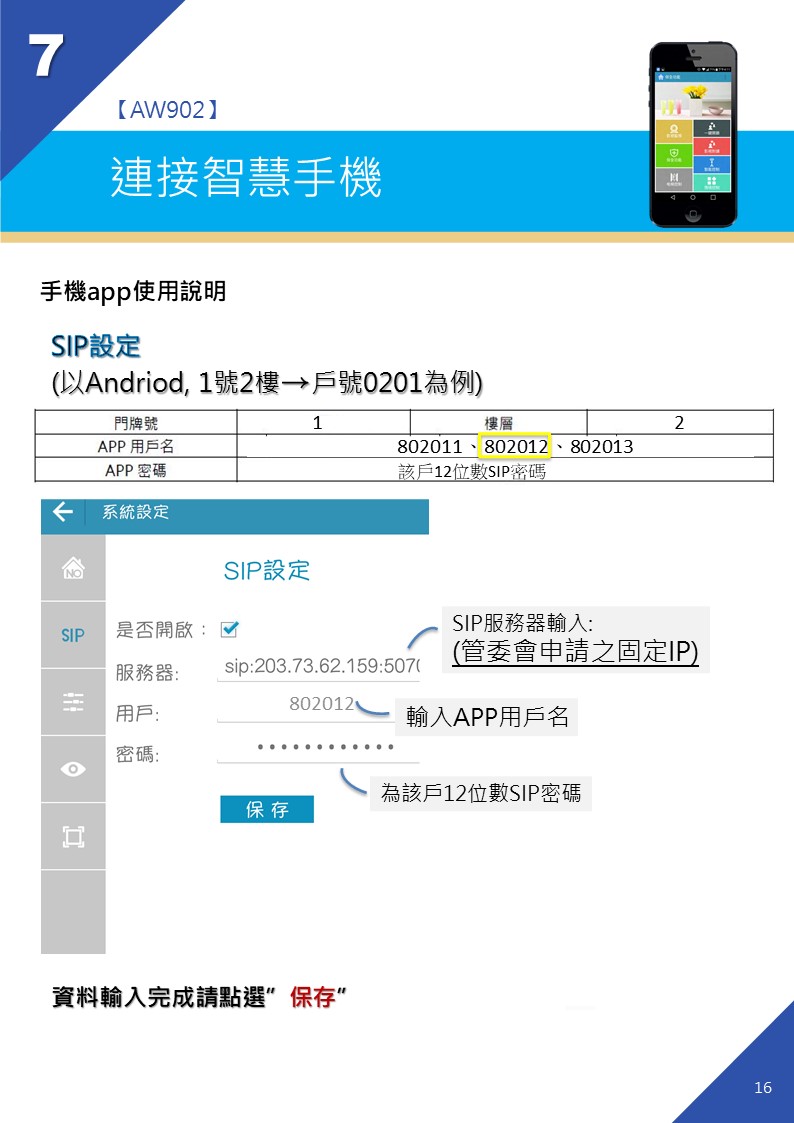 7
【AW902】
連接智慧手機
手機app使用說明
SIP設定
(以Andriod, 1號2樓→戶號0201為例)
門牌號 1 樓層 2
APP 用戶名 802011、802012、802013
APP 密碼 該戶12位數SIP密碼
系統設定
NO
SIP設定
SIP
是否開啟：
服務器: sip:203.73.62.159:5070
SIP服務器輸入:
(管委會申請之固定IP)
用戶: 802012
輸入APP用戶名
密碼: ••••••••••••
為該戶12位數SIP密碼
保 存
資料輸入完成請點選”保存“
16